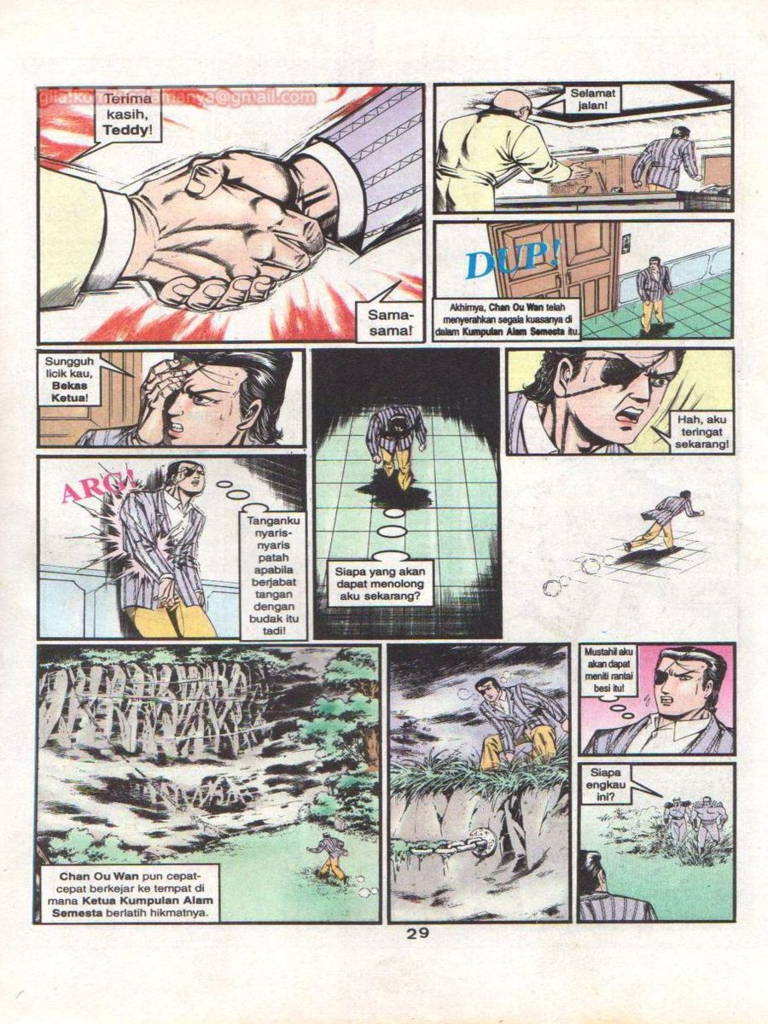 gilakomiklamanya@gmail.com
Terima
kasih,
Teddy!
Sama-
sama!
Selamat
jalan!
DUP!
Akhirnya, Chan Ou Wan telah
menyerahkan segala kuasanya di
dalam Kumpulan Alam Semesta itu.
Sungguh
licik kau,
Bekas
Ketua!
ARG!
Tanganku
nyaris-
nyaris
patah
apabila
berjabat
tangan
dengan
budak itu
tadi!
Siapa yang akan
dapat menolong
aku sekarang?
Hah, aku
teringat
sekarang!
Chan Ou Wan pun cepat-
cepat berkejar ke tempat di
mana Ketua Kumpulan Alam
Semesta berlatih hikmatnya.
Mustahil aku
akan dapat
meniti rantai
besi itu!
Siapa
engkau
ini?
29